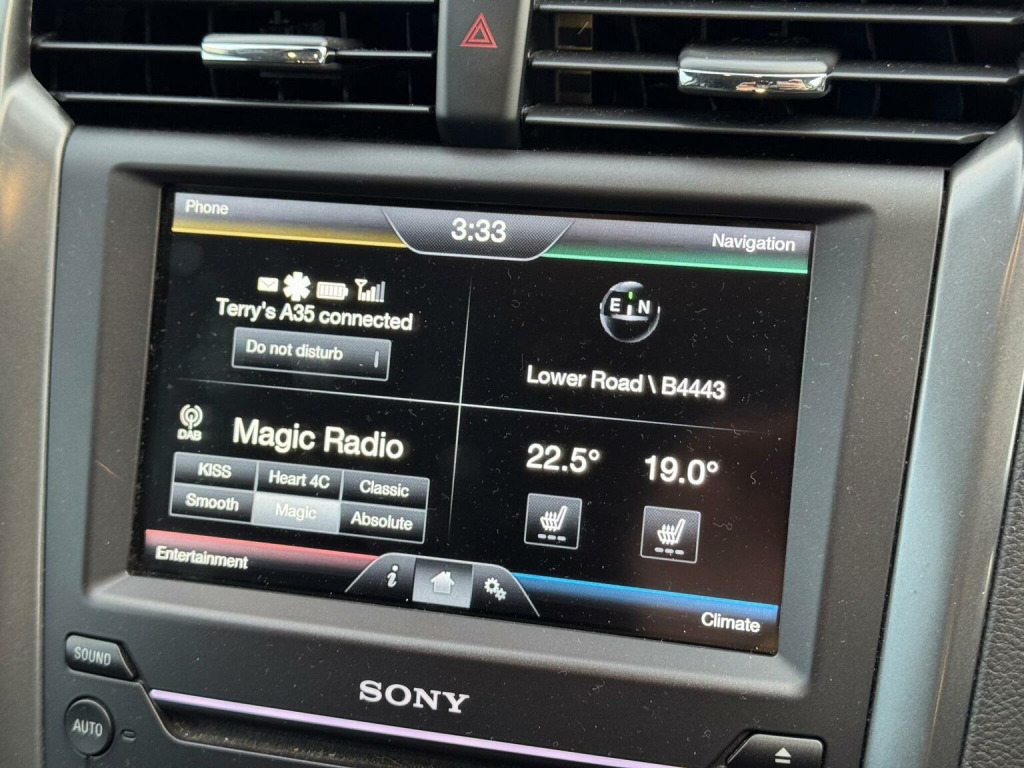 Phone
3:33
Navigation
Terry's A35 connected
Do not disturb
E N
Lower Road \ B4443
DAB
Magic Radio
KISS
Heart 4C
Classic
Smooth
Magic
Absolute
22.5°
19.0°
Entertainment
i
Climate
SOUND
SONY
AUTO